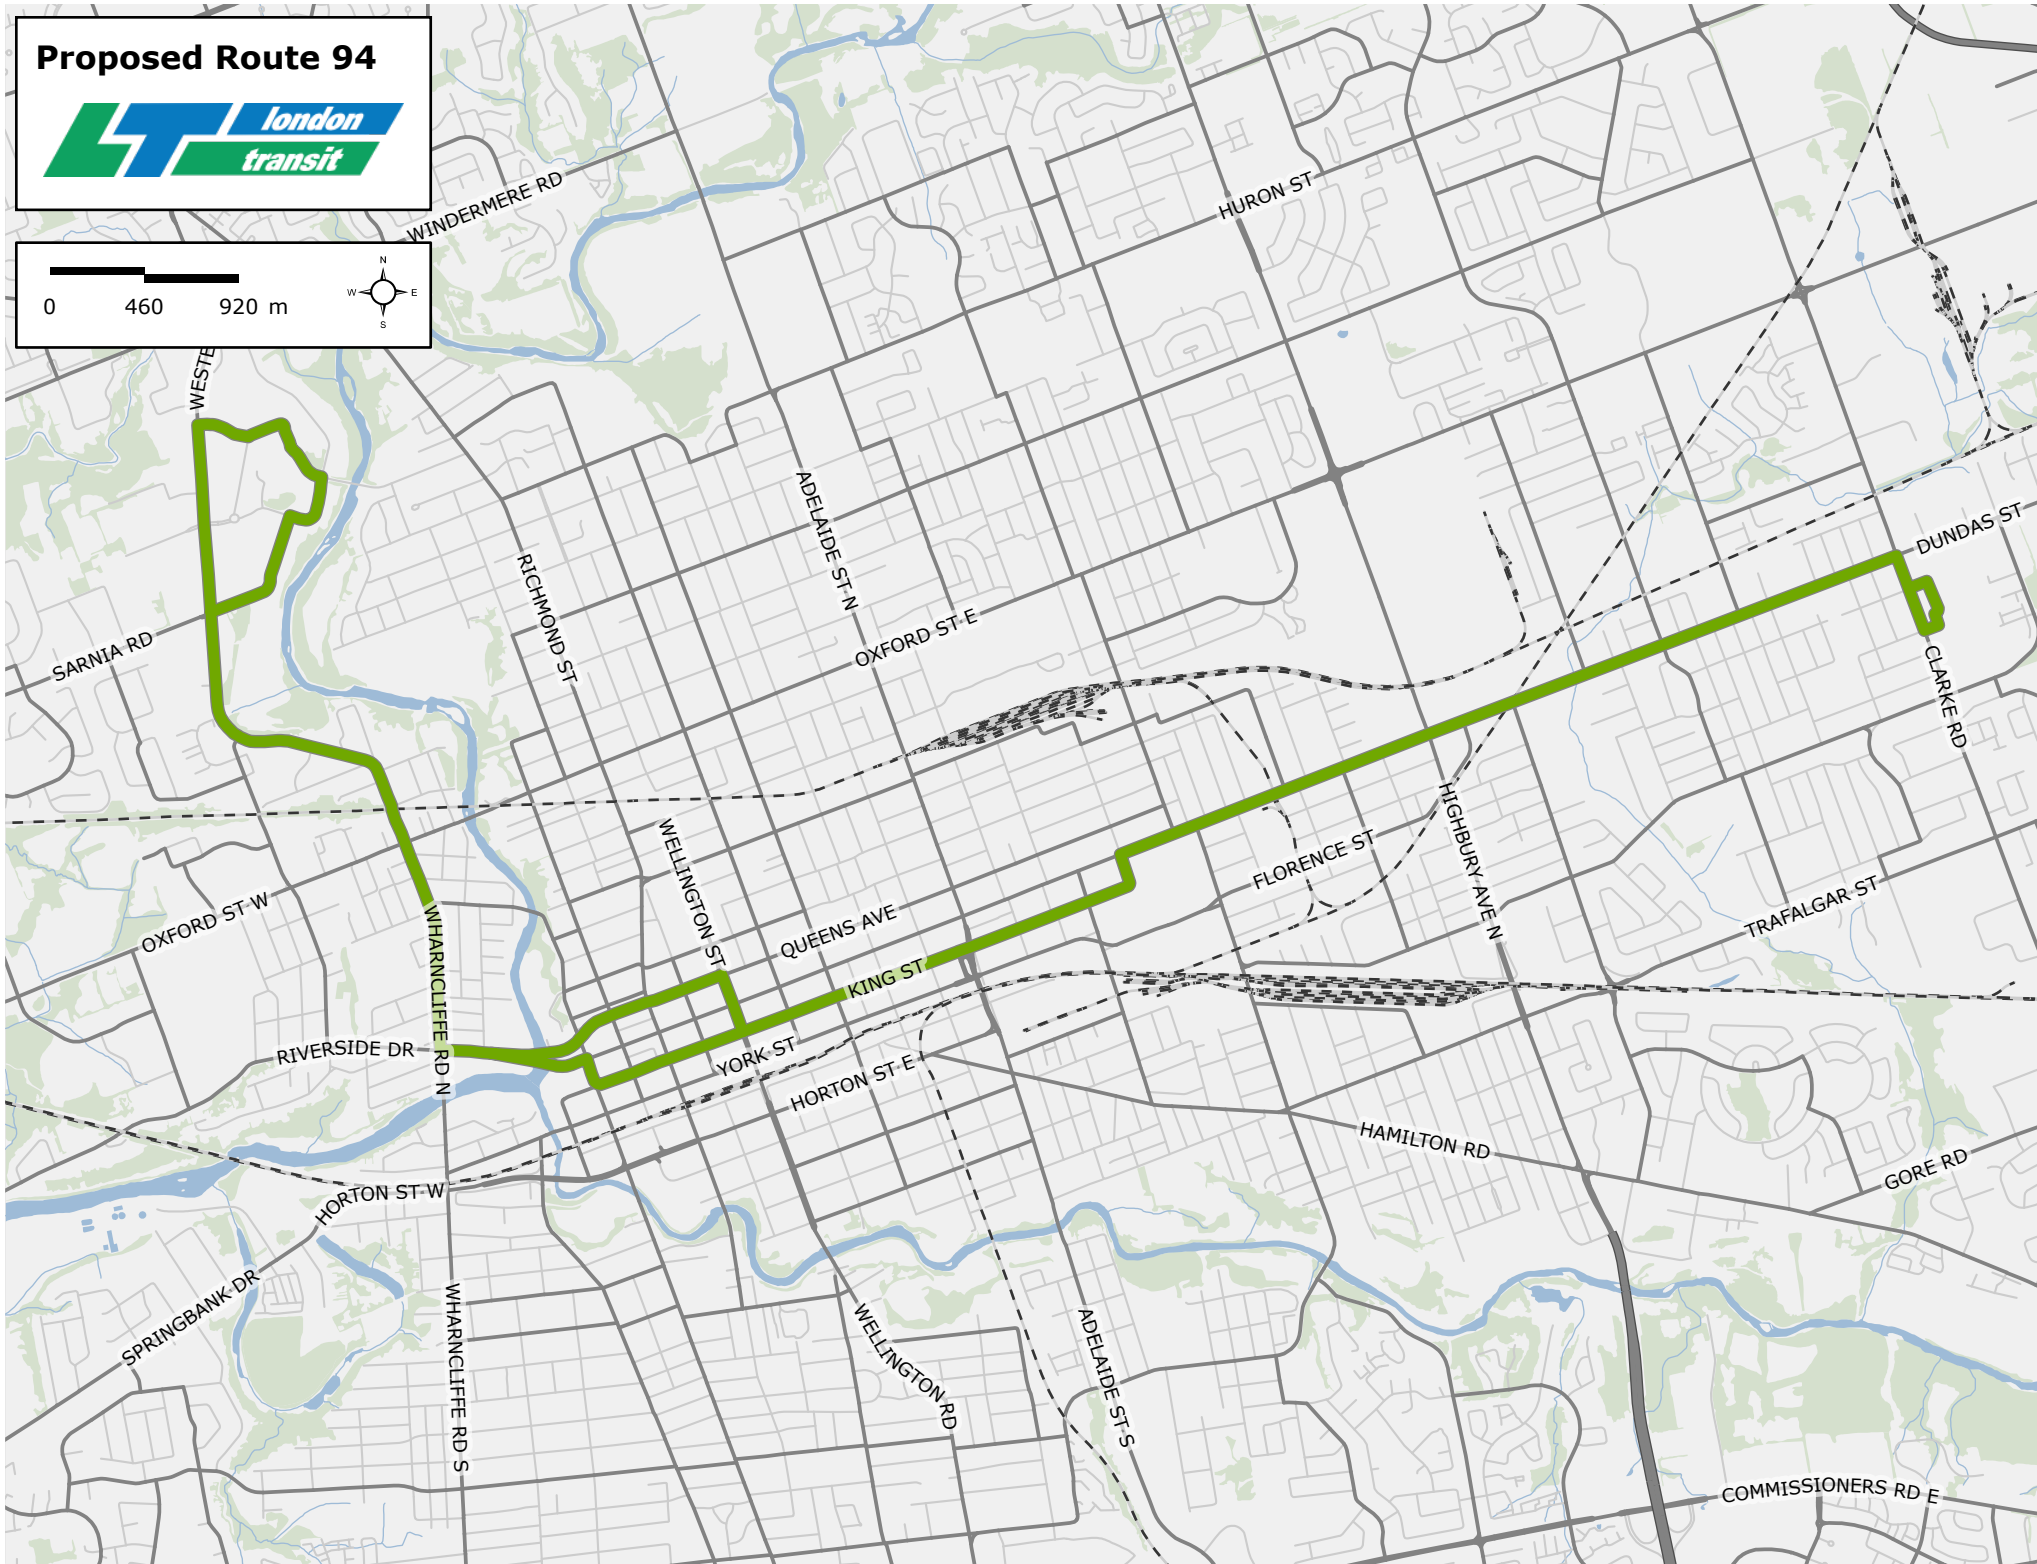 Proposed Route 94
london
transit
0 460 920 m
N
W E
S
WINDERMERE RD
HURON ST
WESTE
ADELAIDE ST N
DUNDAS ST
RICHMOND ST
OXFORD ST E
SARNIA RD
CLARKE RD
WELLINGTON ST
HIGHBURY AVE N
FLORENCE ST
TRAFALGAR ST
OXFORD ST W
QUEENS AVE
WHARNCLIFFE RD N
KING ST
RIVERSIDE DR
YORK ST
HORTON ST E
HAMILTON RD
GORE RD
HORTON ST W
SPRINGBANK DR
WHARNCLIFFE RD S
WELLINGTON RD
ADELAIDE ST S
COMMISSIONERS RD E